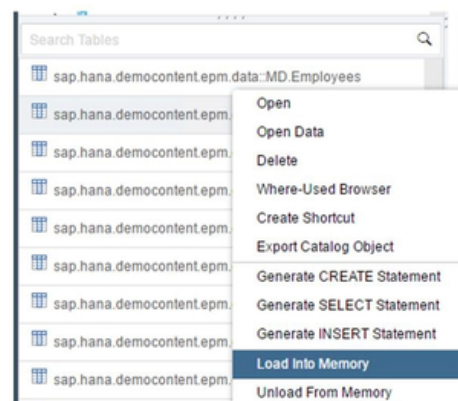 Search Tables
sap.hana.democontent.epm.data::MD.Employees
sap.hana.democontent.epm.
sap.hana.democontent.epm.
sap.hana.democontent.epm.
sap.hana.democontent.epm.
sap.hana.democontent.epm.
sap.hana.democontent.epm.
sap.hana.democontent.epm.
sap.hana.democontent.epm.
Open
Open Data
Delete
Where-Used Browser
Create Shortcut
Export Catalog Object
Generate CREATE Statement
Generate SELECT Statement
Generate INSERT Statement
Load Into Memory
Unload From Memory